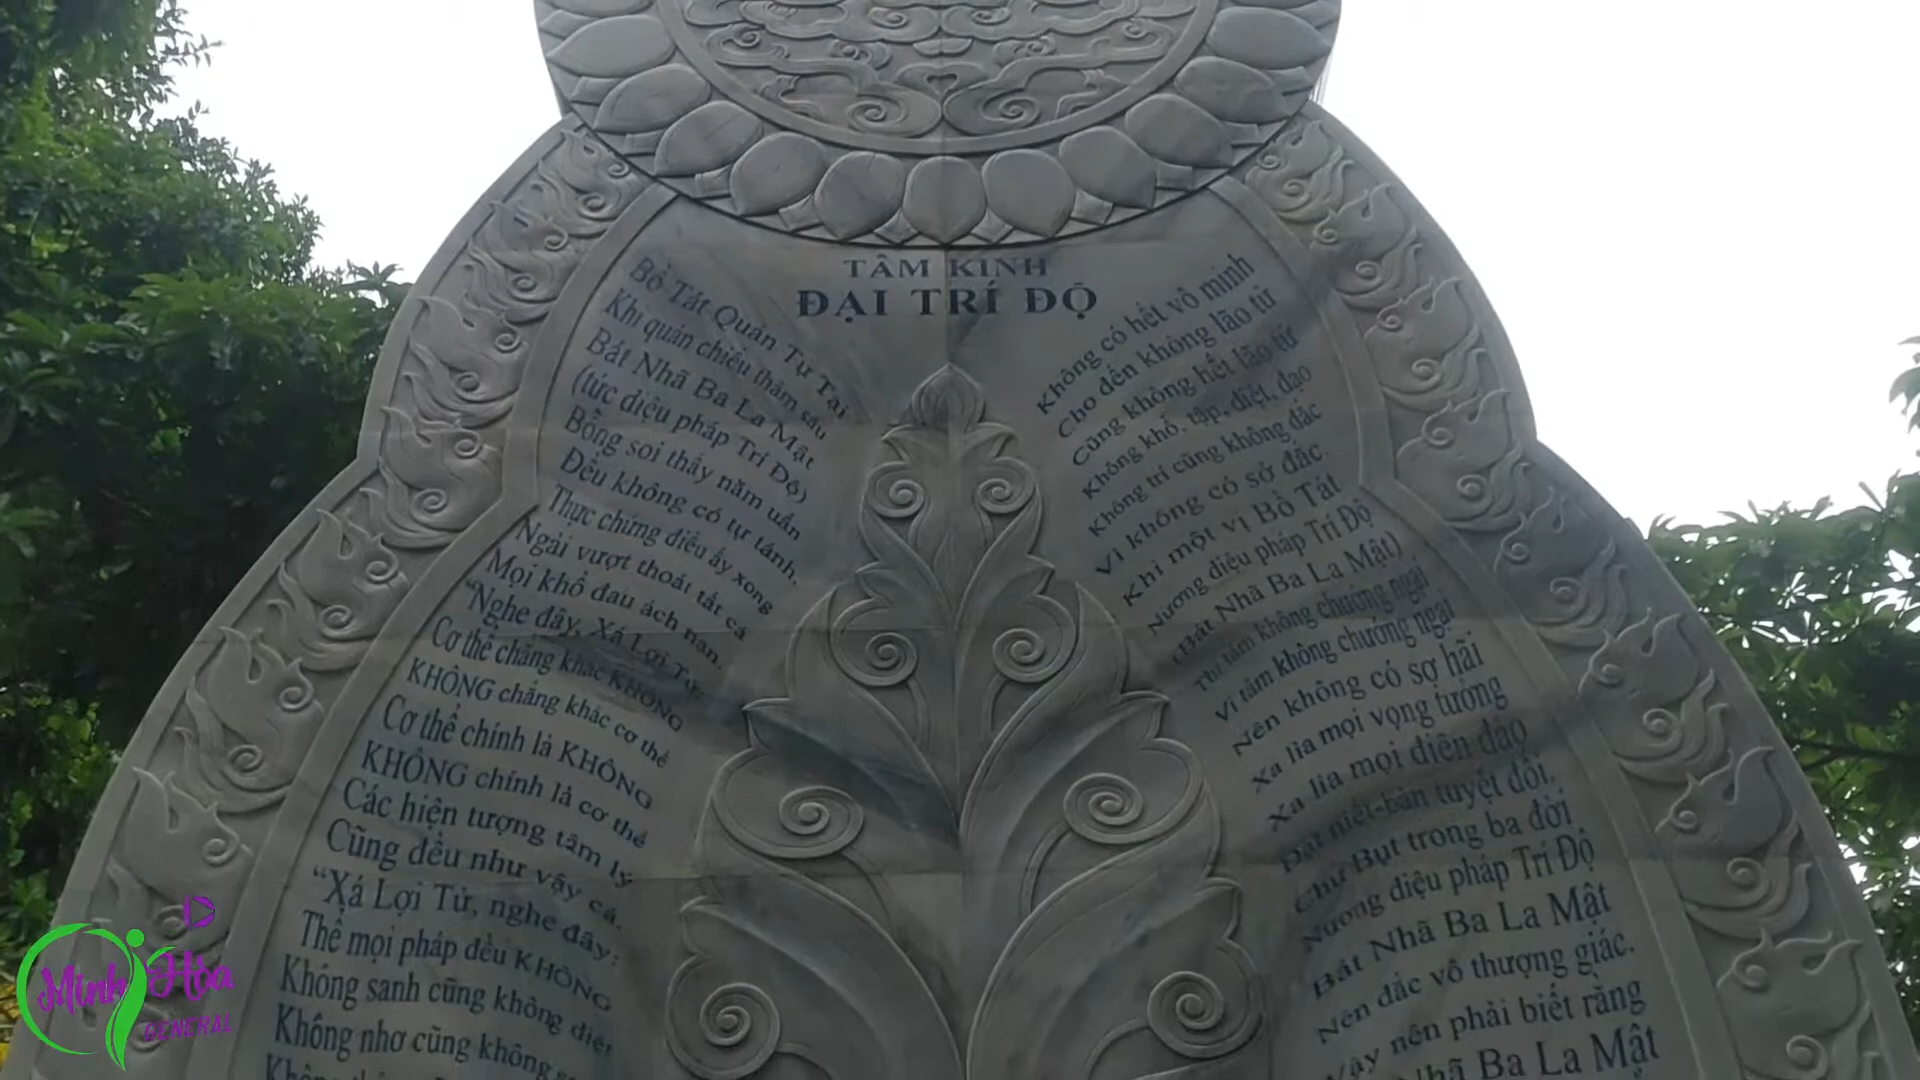 TÂM KINH
ĐẠI TRÍ ĐỘ
Bồ Tát Quán Tự Tại
Khi quán chiếu thâm sâu
Bát Nhã Ba La Mật
(tức diệu pháp Trí Độ)
Bỗng soi thấy năm uẩn
Đều không có tự tánh.
Thực chứng điều ấy xong
Ngài vượt thoát tất cả
Mọi khổ đau ách nạn.
“Nghe đây, Xá Lợi Tử,
Cơ thể chẳng khác KHÔNG
KHÔNG chẳng khác cơ thể
Cơ thể chính là KHÔNG
KHÔNG chính là cơ thể
Các hiện tượng tâm lý
Cũng đều như vậy cả.
“Xá Lợi Tử, nghe đây:
Thể mọi pháp đều KHÔNG
Không sanh cũng không diệt
Không nhơ cũng không
Không có hết vô minh
Cho đến không lão tử
Cũng không hết lão tử
Không khổ, tập, diệt, đạo
Không trí cũng không đắc
Vì không có sở đắc.
Khi một vị Bồ Tát
Nương diệu pháp Trí Độ
(Bát Nhã Ba La Mật)
Thì tâm không chướng ngại
Vì tâm không chướng ngại
Nên không có sợ hãi
Xa lìa mọi vọng tưởng
Xa lìa mọi điên đảo
Đạt niết-bàn tuyệt đối.
Chư Bụt trong ba đời
Nương diệu pháp Trí Độ
Bát Nhã Ba La Mật
Nên đắc vô thượng giác.
Vậy nên phải biết rằng
Nhã Ba La Mật
Minh Hòa
GENERAL